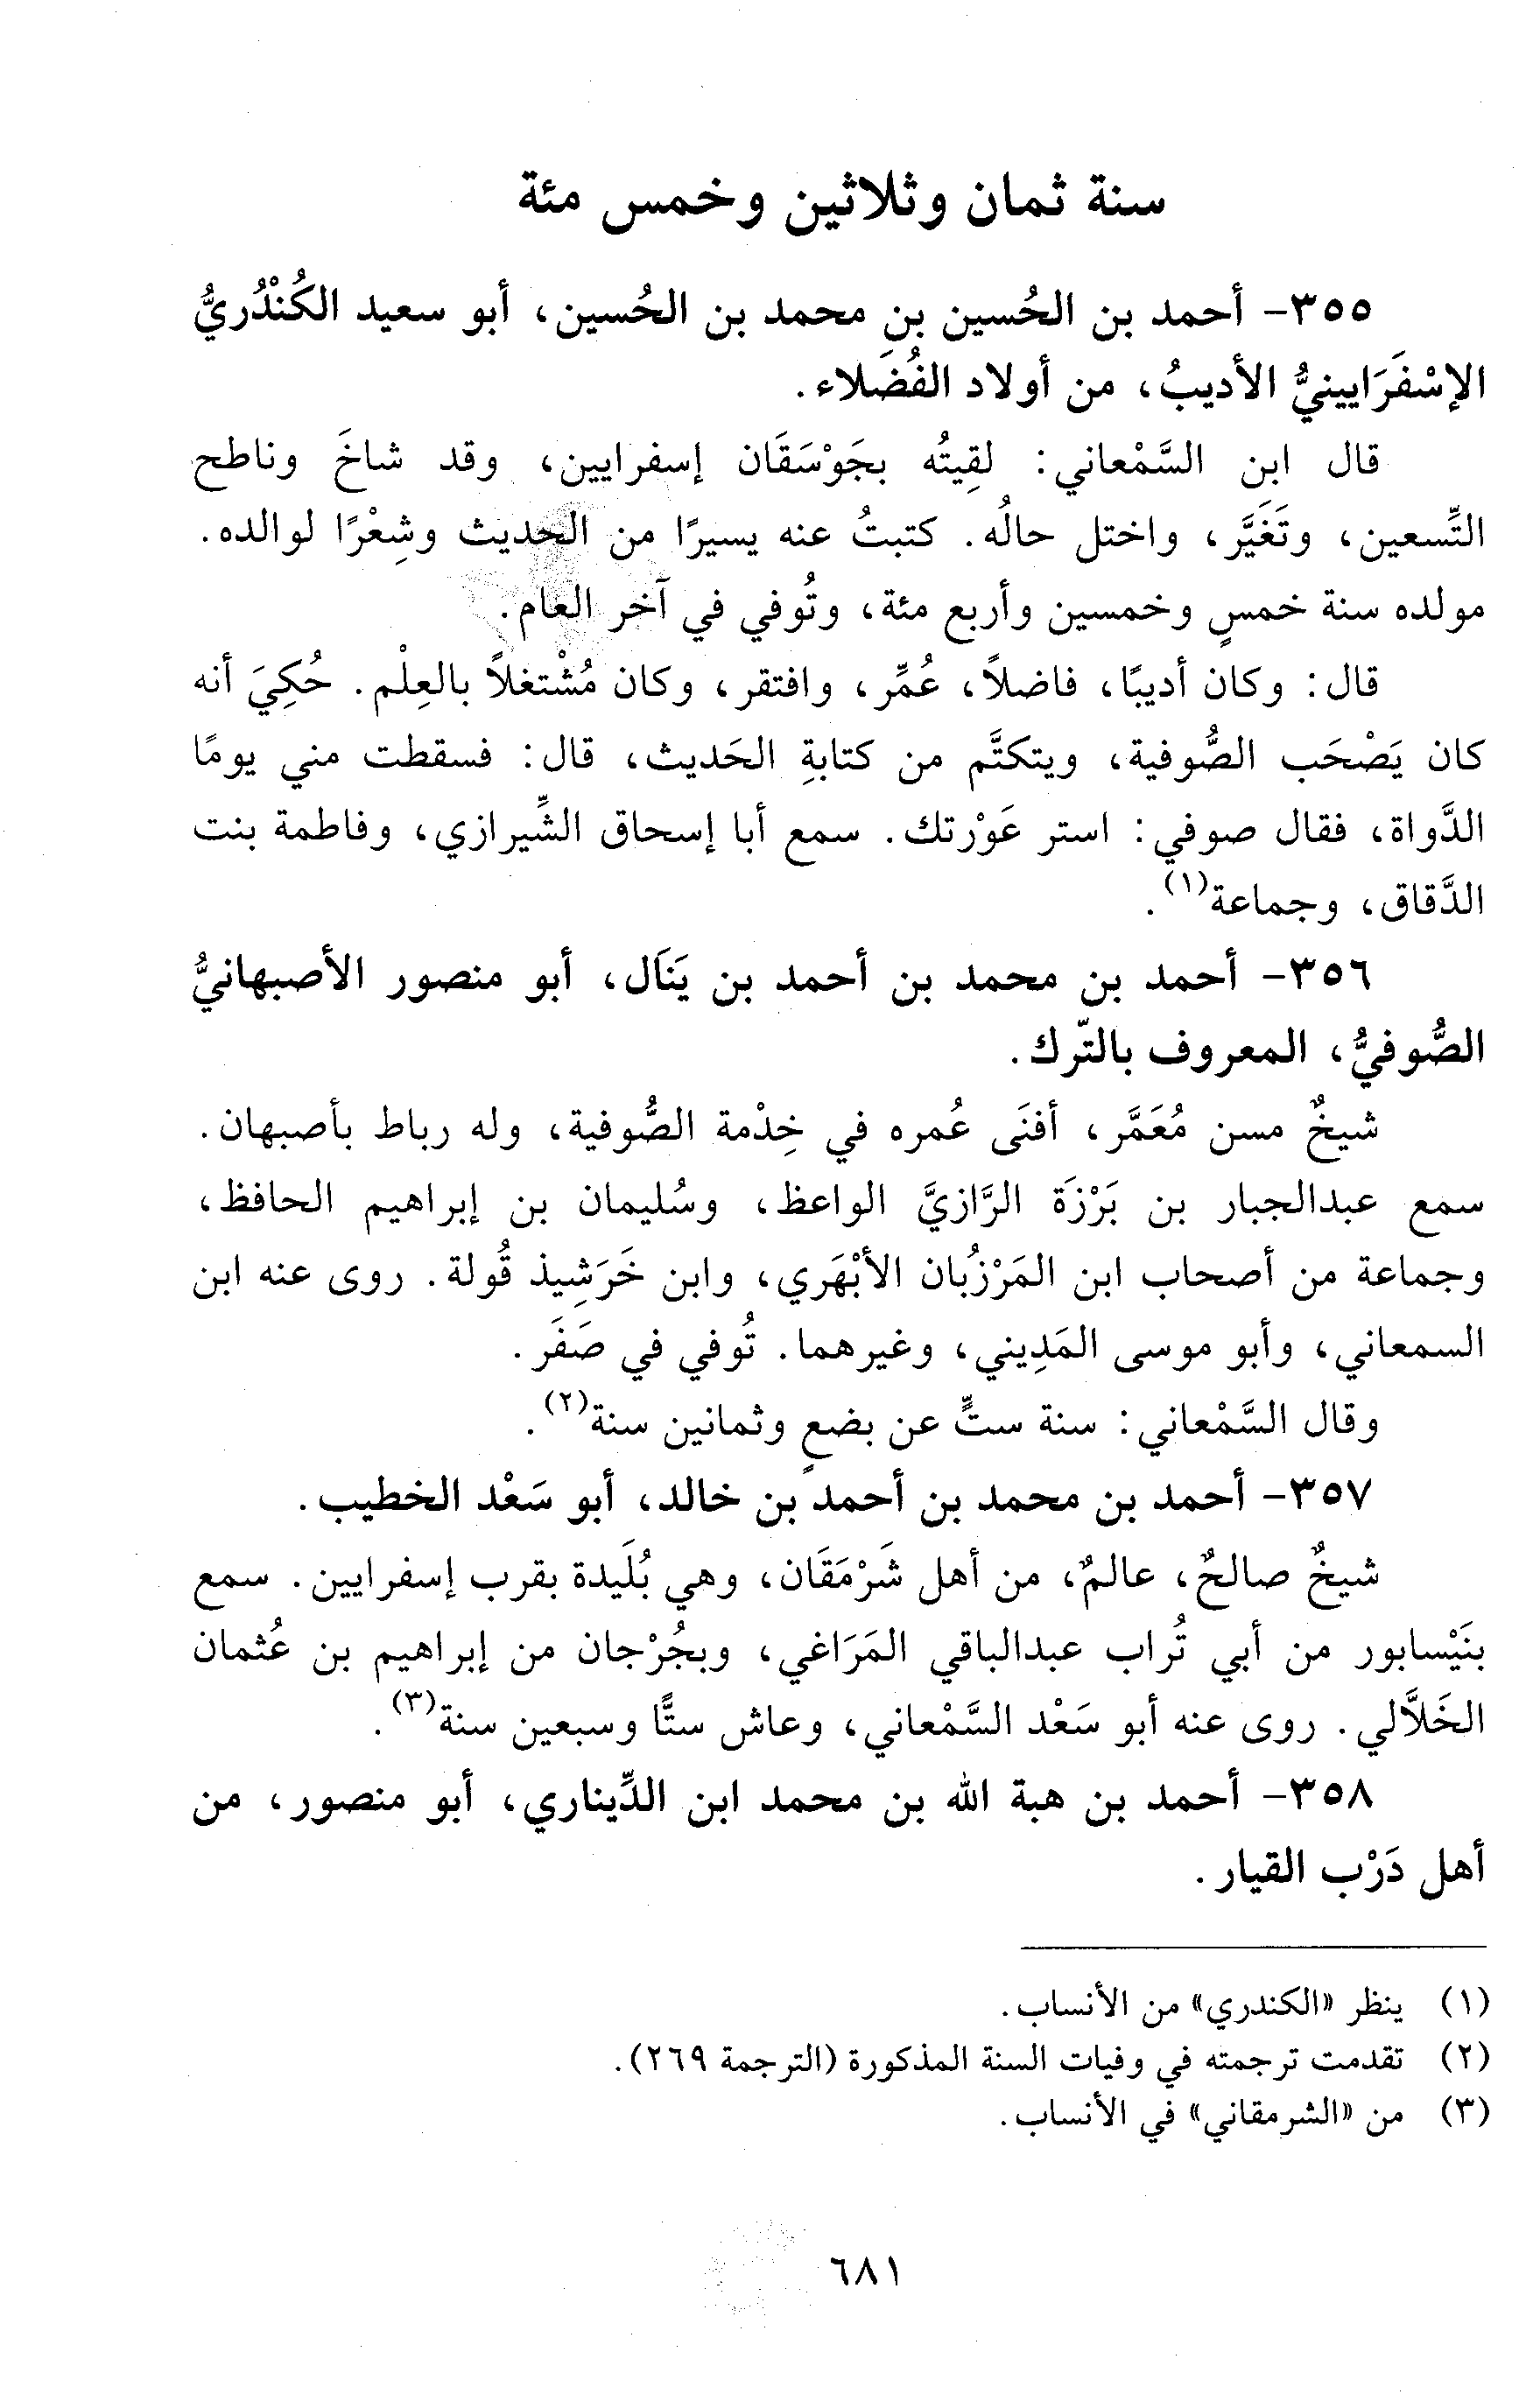 سنة ثمان وثلاثين وخمس مئة
٣٥٥- أحمد بن الحُسين بنِ محمد بن الحُسين، أبو سعيد الكُنْدُريُّ
الإسْفَرَايينيُّ الأديبُ، من أولاد الفُضَلاء.
قال ابن السَّمْعاني: لقِيتُه بجَوْسَقَان إسفرايين، وقد شاخَ وناطح
التِّسعين، وتَغَيَّر، واختل حالُه. كتبتُ عنه يسيرًا من الحديث وشِعْرًا لوالده.
مولده سنة خمسٍ وخمسين وأربع مئة، وتُوفي في آخر العام.
قال: وكان أديبًا، فاضلاً، عُمِّر، وافتقر، وكان مُشْتغلاً بالعِلْم. حُكِيَ أنه
كان يَصْحَب الصُّوفية، ويتكتَّم من كتابةِ الحَديث، قال: فسقطت مني يومًا
الدَّواة، فقال صوفي: استر عَوْرتك. سمع أبا إسحاق الشِّيرازي، وفاطمة بنت
الدَّقاق، وجماعة(١).
٣٥٦- أحمد بن محمد بن أحمد بن يَنَال، أبو منصور الأصبهانيُّ
الصُّوفيُّ، المعروف بالتّرك.
شيخٌ مسن مُعَمَّر، أفنَى عُمره في خِدْمة الصُّوفية، وله رباط بأصبهان.
سمع عبدالجبار بن بَرْزَة الرَّازيَّ الواعظ، وسُليمان بن إبراهيم الحافظ،
وجماعة من أصحاب ابن المَرْزُبان الأبْهَري، وابن خَرَشِيذ قُولة. روى عنه ابن
السمعاني، وأبو موسى المَدِيني، وغيرهما. تُوفي في صَفَر.
وقال السَّمْعاني: سنة ستٍّ عن بضعٍ وثمانين سنة(٢).
٣٥٧- أحمد بن محمد بن أحمد بن خالد، أبو سَعْد الخطيب.
شيخٌ صالحٌ، عالمٌ، من أهل شَرْمَقَان، وهي بُلَيدة بقرب إسفرايين. سمع
بنَيْسابور من أبي تُراب عبدالباقي المَرَاغي، وبجُرْجان من إبراهيم بن عُثمان
الخَلاَّلي. روى عنه أبو سَعْد السَّمْعاني، وعاش ستًّا وسبعين سنة(٣).
٣٥٨- أحمد بن هبة الله بن محمد ابن الدِّيناري، أبو منصور، من
أهل دَرْب القيار.
(١) ينظر «الكندري» من الأنساب.
(٢) تقدمت ترجمته في وفيات السنة المذكورة (الترجمة ٢٦٩).
(٣) من «الشرمقاني» في الأنساب.
٦٨١